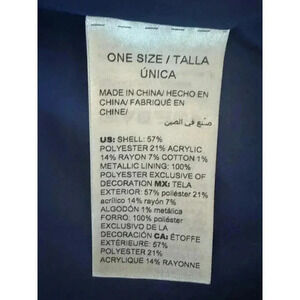 ONE SIZE / TALLA
ÚNICA
MADE IN CHINA/ HECHO EN
CHINA/ FABRIQUÉ EN
CHINE/
صنع في الصين
US: SHELL: 57%
POLYESTER 21% ACRYLIC
14% RAYON 7% COTTON 1%
METALLIC LINING: 100%
POLYESTER EXCLUSIVE OF
DECORATION MX: TELA
EXTERIOR: 57% poliéster 21%
acrílico 14% rayón 7%
ALGODÓN 1% metálica
FORRO: 100% poliéster
EXCLUSIVO DE LA
DECORACIÓN CA: ÉTOFFE
EXTÉRIEURE: 57%
POLYESTER 21%
ACRYLIQUE 14% RAYONNE